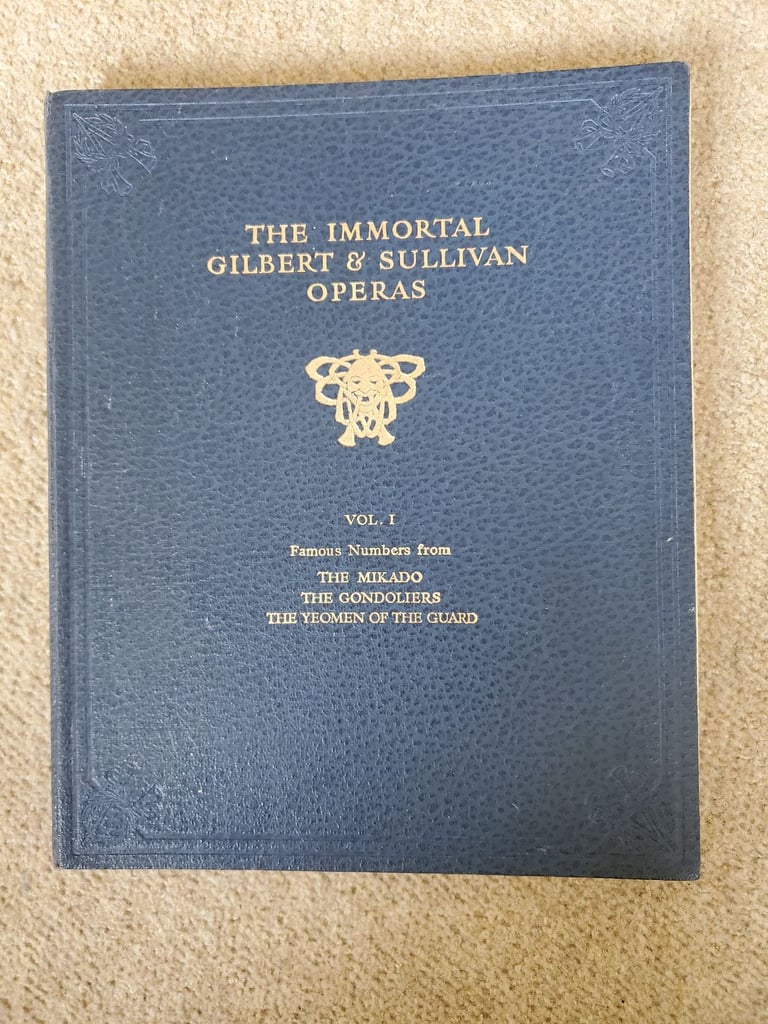 THE IMMORTAL
GILBERT & SULLIVAN
OPERAS
VOL. I
Famous Numbers from
THE MIKADO
THE GONDOLIERS
THE YEOMEN OF THE GUARD